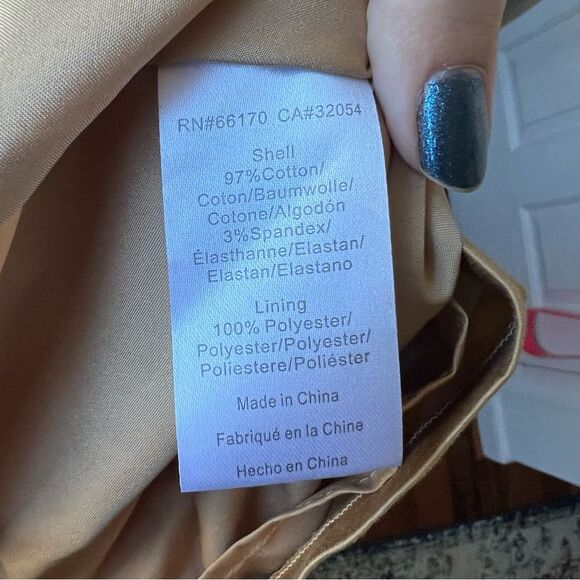 RN#66170 CA#32054
Shell
97%Cotton/
Coton/Baumwolle/
Cotone/Algodón
3%Spandex/
Élasthanne/Elastan/
Elastan/Elastano
Lining
100% Polyester/
Polyester/Polyester/
Poliestere/Poliéster
Made in China
Fabriqué en la Chine
Hecho en China